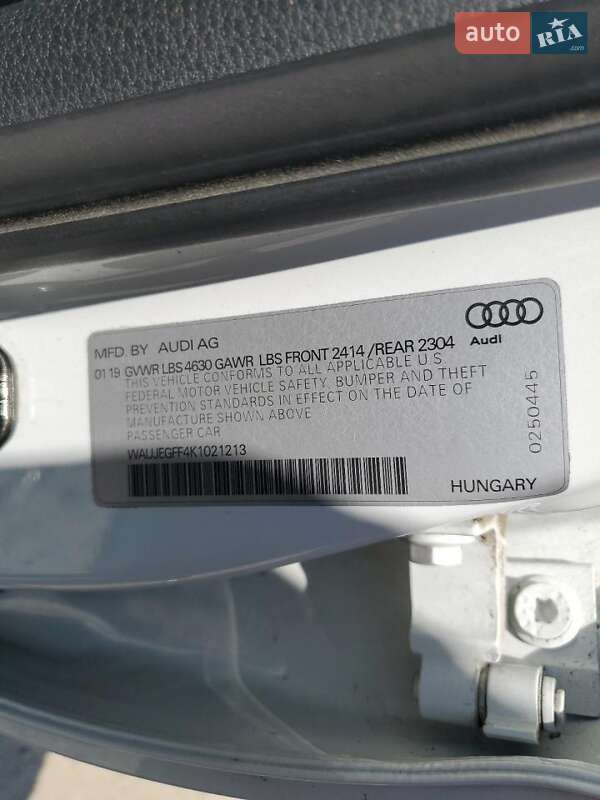 auto RIA.com
MFD. BY AUDI AG
01 19 GVWR LBS 4630 GAWR LBS FRONT 2414 /REAR 2304
THIS VEHICLE CONFORMS TO ALL APPLICABLE U.S.
FEDERAL MOTOR VEHICLE SAFETY, BUMPER AND THEFT
PREVENTION STANDARDS IN EFFECT ON THE DATE OF
MANUFACTURE SHOWN ABOVE
PASSENGER CAR
WAUJEGFF4K1021213
Audi
0250445
HUNGARY